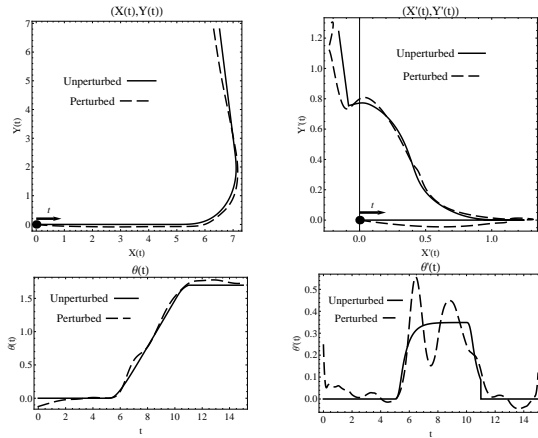 (X(t),Y(t))
7
6
5
4
3
2
1
0
Y(t)
Unperturbed
Perturbed
t
0 1 2 3 4 5 6 7
X(t)
(X'(t),Y'(t))
1.2
1.0
0.8
0.6
0.4
0.2
0.0
Y'(t)
Unperturbed
Perturbed
t
0.0 0.5 1.0
X'(t)
θ(t)
1.5
1.0
0.5
0.0
θ(t)
Unperturbed
Perturbed
0 2 4 6 8 10 12 14
t
θ'(t)
0.5
0.4
0.3
0.2
0.1
0.0
θ'(t)
Unperturbed
Perturbed
0 2 4 6 8 10 12 14
t